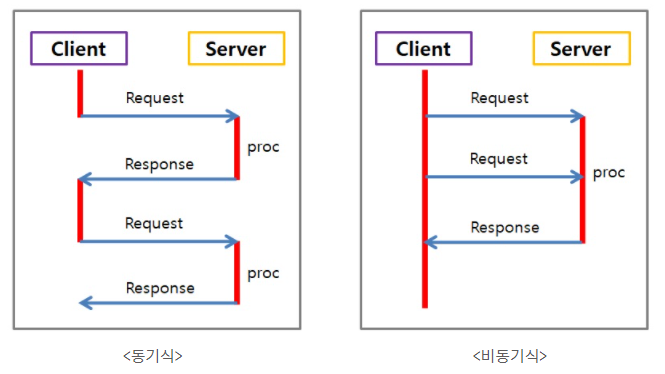 Client
Server
Request
proc
Response
Request
proc
Response
<동기식>
Client
Server
Request
Request
proc
Response
<비동기식>